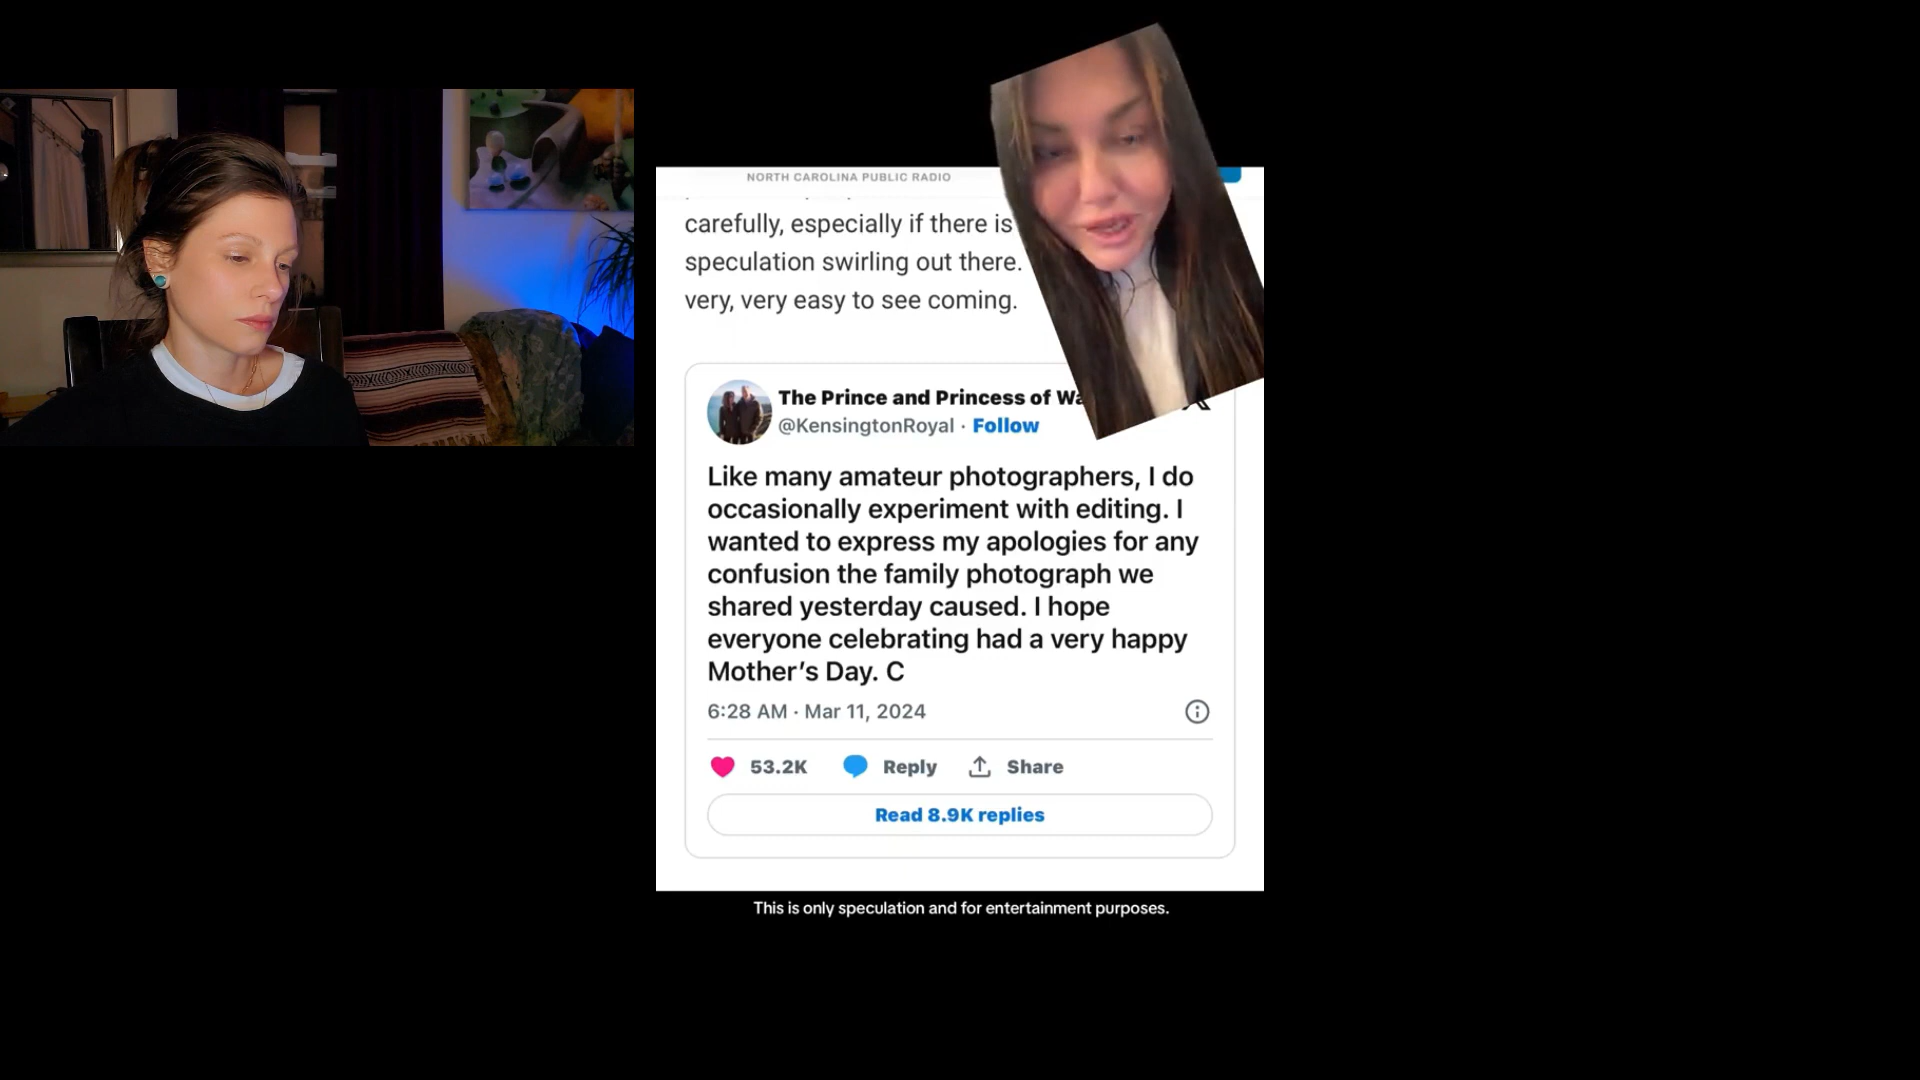 NORTH CAROLINA PUBLIC RADIO
carefully, especially if there is
speculation swirling out there.
very, very easy to see coming.
The Prince and Princess of Wa
@KensingtonRoyal · Follow
Like many amateur photographers, I do
occasionally experiment with editing. I
wanted to express my apologies for any
confusion the family photograph we
shared yesterday caused. I hope
everyone celebrating had a very happy
Mother's Day. C
6:28 AM · Mar 11, 2024
53.2K Reply Share
Read 8.9K replies
This is only speculation and for entertainment purposes.